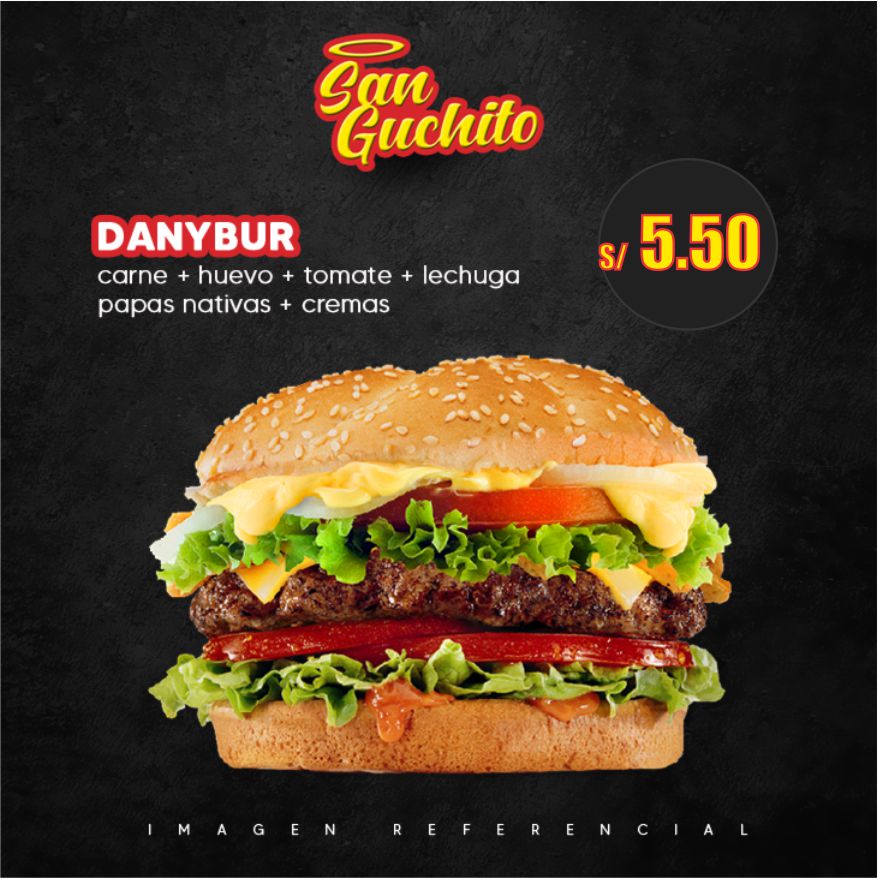 San
Guchito
DANYBUR
carne + huevo + tomate + lechuga
papas nativas + cremas
S/ 5.50
IMAGEN REFERENCIAL